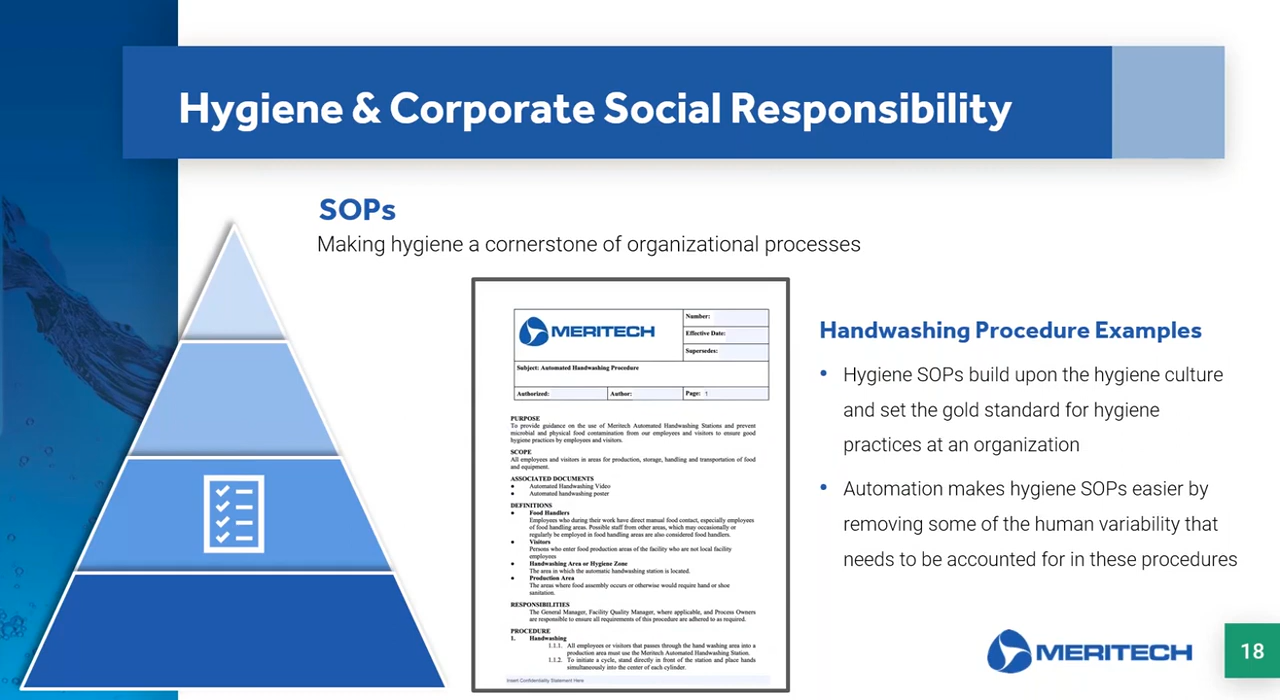 Hygiene & Corporate Social Responsibility
SOPs
Making hygiene a cornerstone of organizational processes
MERITECH
Number:
Effective Date:
Supersedes:
Subject: Automated Handwashing Procedure
Authorized:
Author:
Page: 1
PURPOSE
To provide guidance on the use of Meritech Automated Handwashing Stations and prevent
microbial and physical food contamination from our employees and visitors to ensure good
hygiene practices by employees and visitors.
SCOPE
All employees and visitors in areas for production, storage, handling and transportation of food
and equipment.
ASSOCIATED DOCUMENTS
• Automated Handwashing Video
• Automated handwashing poster
DEFINITIONS
• Food Handlers
Employees who during their work have direct manual food contact, especially employees
of food handling areas. Possible staff from other areas, which may occasionally or
regularly be employed in food handling areas are also considered food handlers.
• Visitors
Persons who enter food production areas of the facility who are not local facility
employees
• Handwashing Area or Hygiene Zone
The area in which the automatic handwashing station is located.
• Production Area
The areas where food assembly occurs or otherwise would require hand or shoe
sanitation.
RESPONSIBILITIES
The General Manager, Facility Quality Manager, where applicable, and Process Owners
are responsible to ensure all requirements of this procedure are adhered to as required.
PROCEDURE
1. Handwashing
1.1.1. All employees or visitors that passes through the hand washing area into a
production area must use the Meritech Automated Handwashing Station.
1.1.2. To initiate a cycle, stand directly in front of the station and place hands
simultaneously into the center of each cylinder.
Insert Confidentiality Statement Here
Handwashing Procedure Examples
• Hygiene SOPs build upon the hygiene culture
and set the gold standard for hygiene
practices at an organization
• Automation makes hygiene SOPs easier by
removing some of the human variability that
needs to be accounted for in these procedures
MERITECH
18